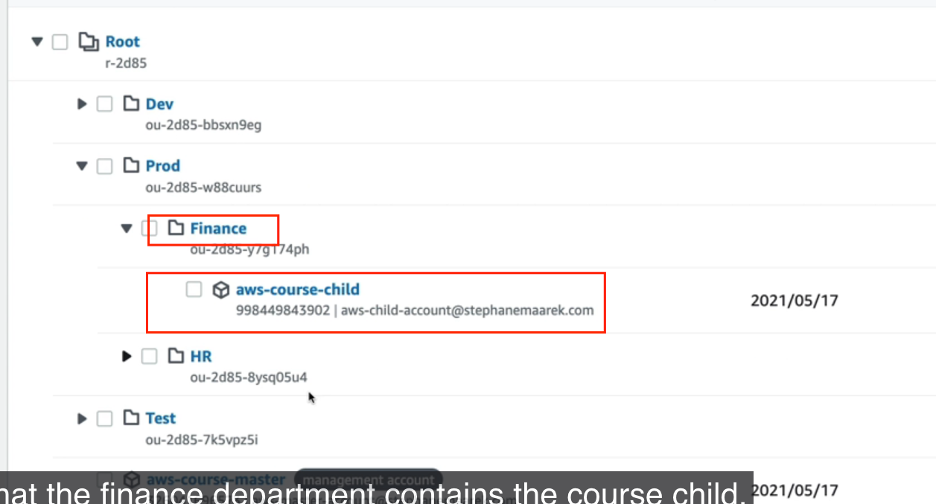 Root
r-2d85
Dev
ou-2d85-bbsxn9eg
Prod
ou-2d85-w88cuurs
Finance
ou-2d85-y7g174ph
aws-course-child
998449843902 | aws-child-account@stephanemaarek.com
2021/05/17
HR
ou-2d85-8ysq05u4
Test
ou-2d85-7k5vpz5i
aws-course-master management account
2021/05/17
hat the finance department contains the course child.